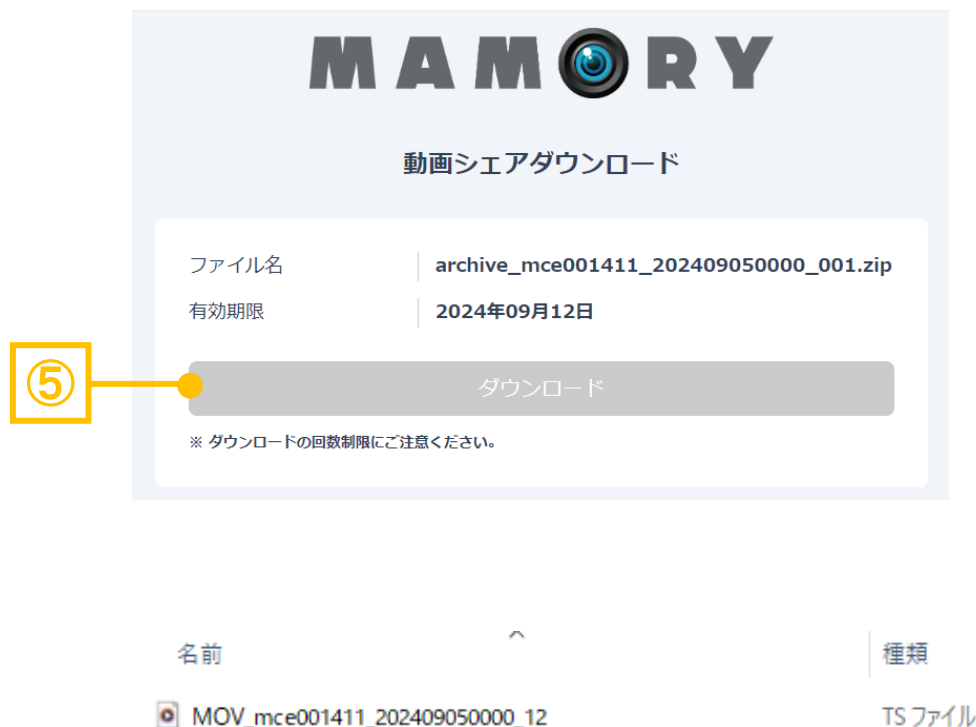 MAMORY
動画シェアダウンロード
ファイル名 archive_mce001411_202409050000_001.zip
有効期限 2024年09月12日
⑤ ダウンロード
※ ダウンロードの回数制限にご注意ください。
名前 種類
MOV_mce001411_202409050000_12 TS ファイル